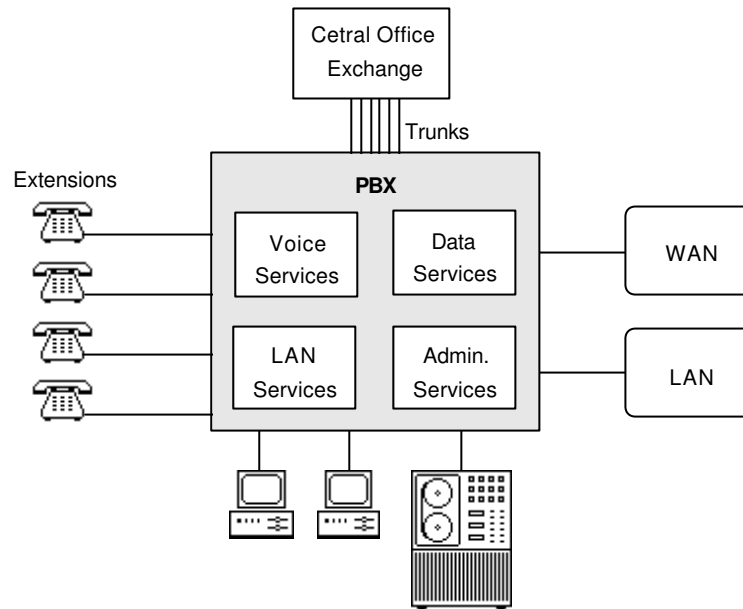 Cetral Office
Exchange
Trunks
Extensions
PBX
Voice
Services
Data
Services
WAN
LAN
Services
Admin.
Services
LAN